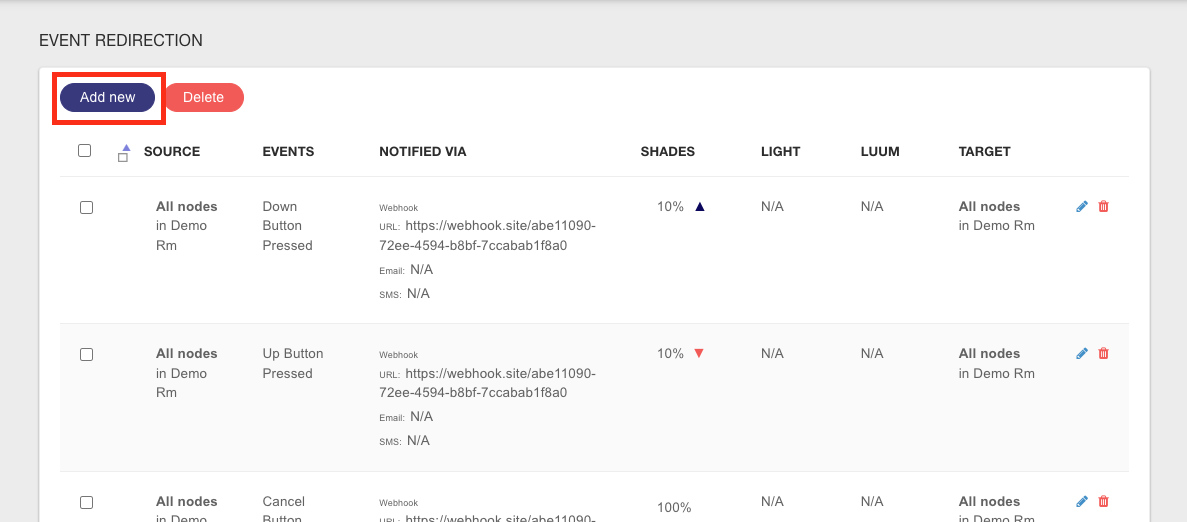 EVENT REDIRECTION
Add new Delete
SOURCE EVENTS NOTIFIED VIA SHADES LIGHT LUUM TARGET
All nodes Down Webhook 10% ▲ N/A N/A All nodes
in Demo Button URL: https://webhook.site/abe11090- in Demo Rm
Rm Pressed 72ee-4594-b8bf-7ccabab1f8a0
Email: N/A
SMS: N/A
All nodes Up Button Webhook 10% ▼ N/A N/A All nodes
in Demo Pressed URL: https://webhook.site/abe11090- in Demo Rm
Rm 72ee-4594-b8bf-7ccabab1f8a0
Email: N/A
SMS: N/A
All nodes Cancel Webhook 100% N/A N/A All nodes
in Demo Button URL: https://webhook.site/abe11090- in Demo Rm